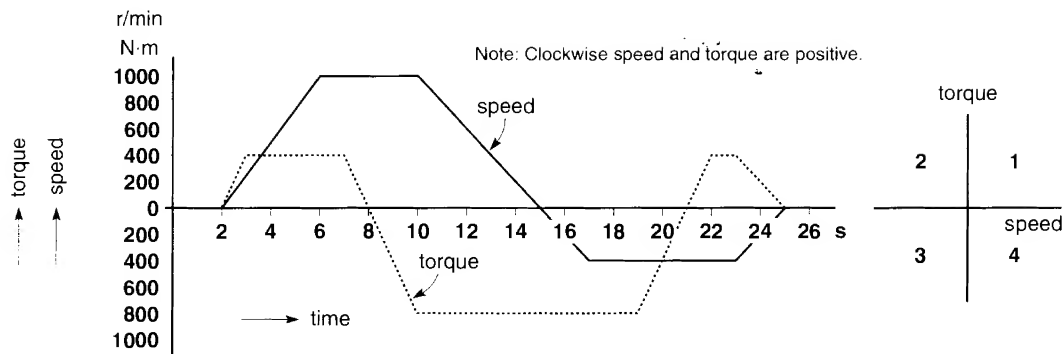 r/min
N·m
Note: Clockwise speed and torque are positive.
1000
800
600
400
200
0
200
400
600
800
1000
torque
speed
speed
torque
2 4 6 8 10 12 14 16 18 20 22 24 26 s
time
torque
2 1
speed
3 4